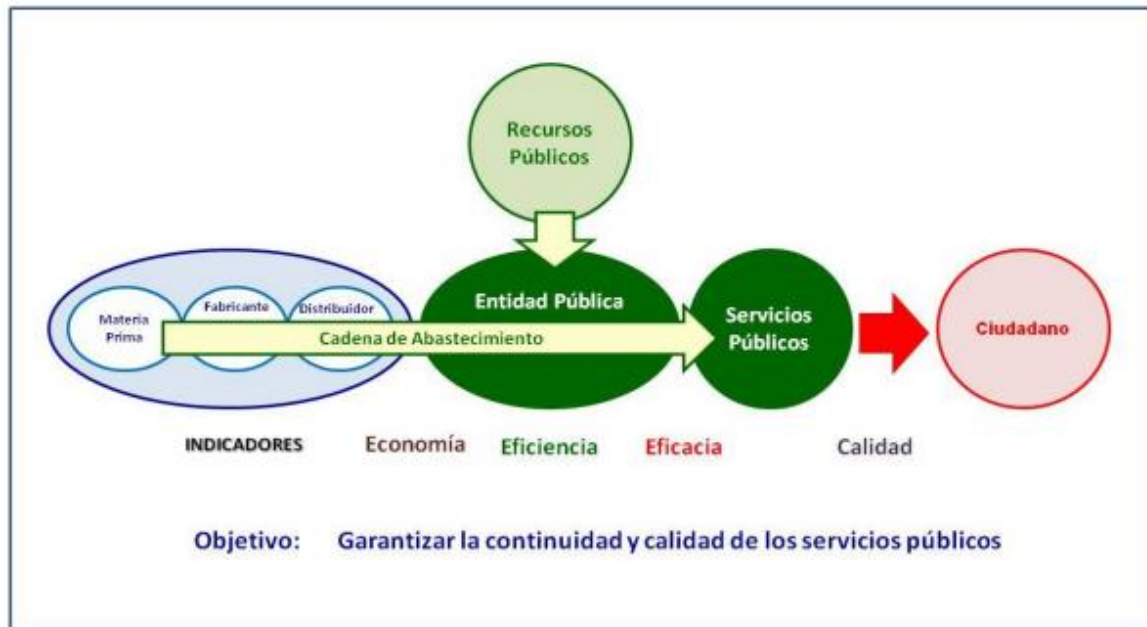 Recursos
Públicos
Entidad Pública
Materia
Prima
Fabricante
Distribuidor
Cadena de Abastecimiento
Servicios
Públicos
Ciudadano
INDICADORES
Economía
Eficiencia
Eficacia
Calidad
Objetivo: Garantizar la continuidad y calidad de los servicios públicos